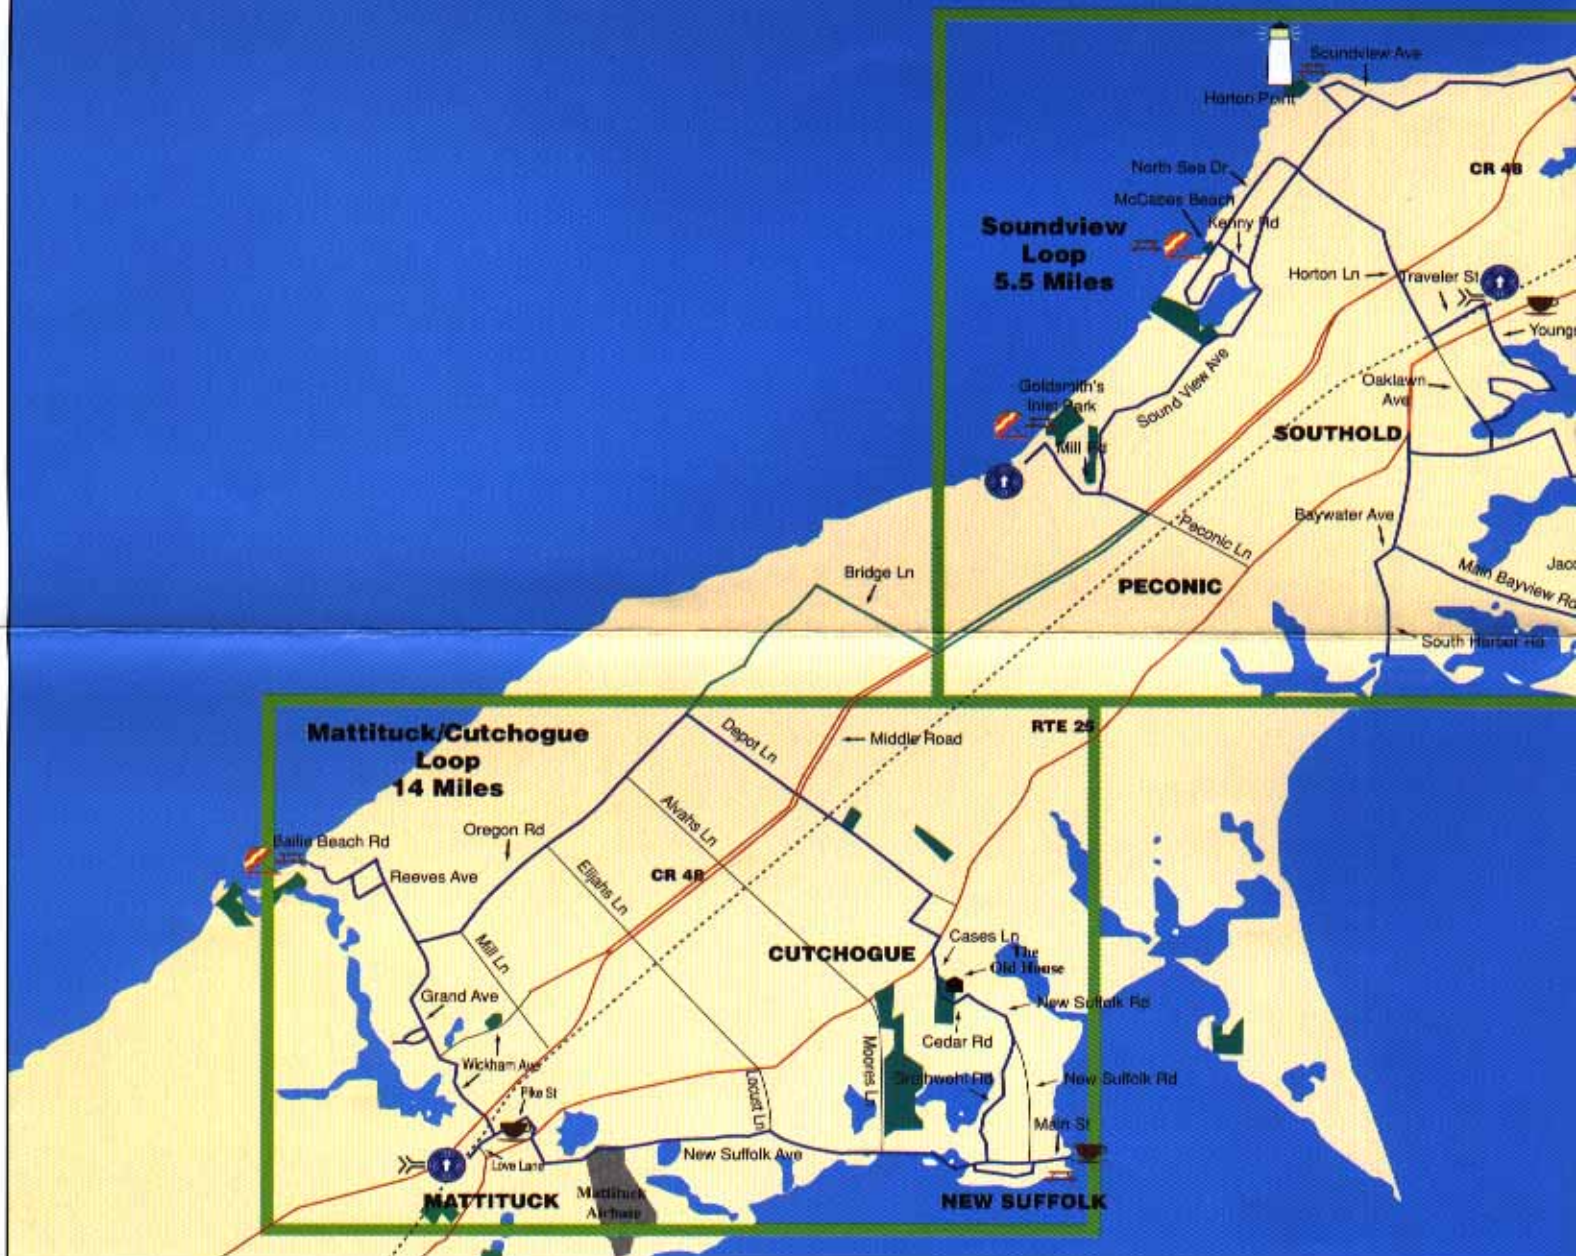 Soundview Ave
Horton Point
CR 48
North Sea Dr
McCabes Beach
Kenny Rd
Soundview
Loop
5.5 Miles
Horton Ln
Traveler St
Youngs
Goldsmith's
Inlet Park
Sound View Ave
Oaklawn
Ave
SOUTHOLD
Mill Rd
Baywater Ave
Peconic Ln
Bridge Ln
PECONIC
Main Bayview Rd
South Harbor Rd
Mattituck/Cutchogue
Loop
14 Miles
Depot Ln
Middle Road
RTE 25
Bailie Beach Rd
Oregon Rd
Alvahs Ln
Reeves Ave
Elijahs Ln
CR 48
Mill Ln
CUTCHOGUE
Cases Ln
The
Old House
Grand Ave
New Suffolk Rd
Cedar Rd
Wickham Ave
Moores Ln
Grathwohl Rd
New Suffolk Rd
Pike St
Locust Ln
Main St
Love Lane
New Suffolk Ave
MATTITUCK
Mattituck
NEW SUFFOLK